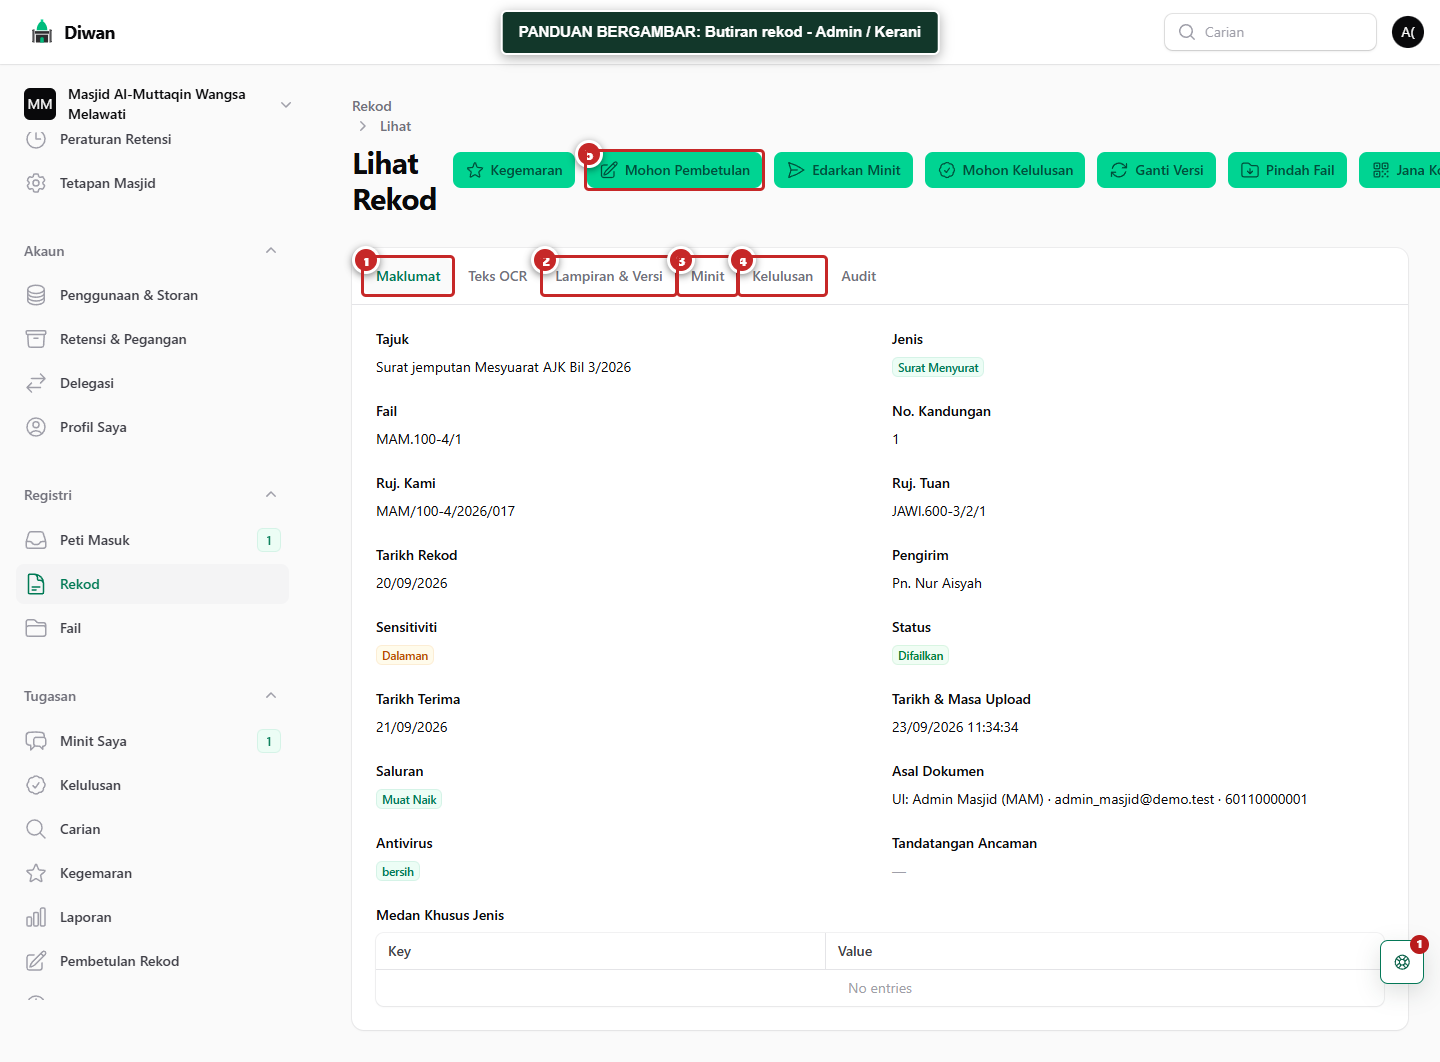 Diwan
PANDUAN BERGAMBAR: Butiran rekod - Admin / Kerani
Carian
A(
MM
Masjid Al-Muttaqin Wangsa
Melawati
Peraturan Retensi
Tetapan Masjid
Akaun
Penggunaan & Storan
Retensi & Pegangan
Delegasi
Profil Saya
Registri
Peti Masuk
1
Rekod
Fail
Tugasan
Minit Saya
1
Kelulusan
Carian
Kegemaran
Laporan
Pembetulan Rekod
Rekod
Lihat
Lihat
Rekod
Kegemaran
5
Mohon Pembetulan
Edarkan Minit
Mohon Kelulusan
Ganti Versi
Pindah Fail
Jana Ko
1
Maklumat
Teks OCR
2
Lampiran & Versi
3
Minit
4
Kelulusan
Audit
Tajuk
Surat jemputan Mesyuarat AJK Bil 3/2026
Jenis
Surat Menyurat
Fail
MAM.100-4/1
No. Kandungan
1
Ruj. Kami
MAM/100-4/2026/017
Ruj. Tuan
JAWI.600-3/2/1
Tarikh Rekod
20/09/2026
Pengirim
Pn. Nur Aisyah
Sensitiviti
Dalaman
Status
Difailkan
Tarikh Terima
21/09/2026
Tarikh & Masa Upload
23/09/2026 11:34:34
Saluran
Muat Naik
Asal Dokumen
UI: Admin Masjid (MAM) · admin_masjid@demo.test · 60110000001
Antivirus
bersih
Tandatangan Ancaman
—
Medan Khusus Jenis
Key
Value
No entries
1